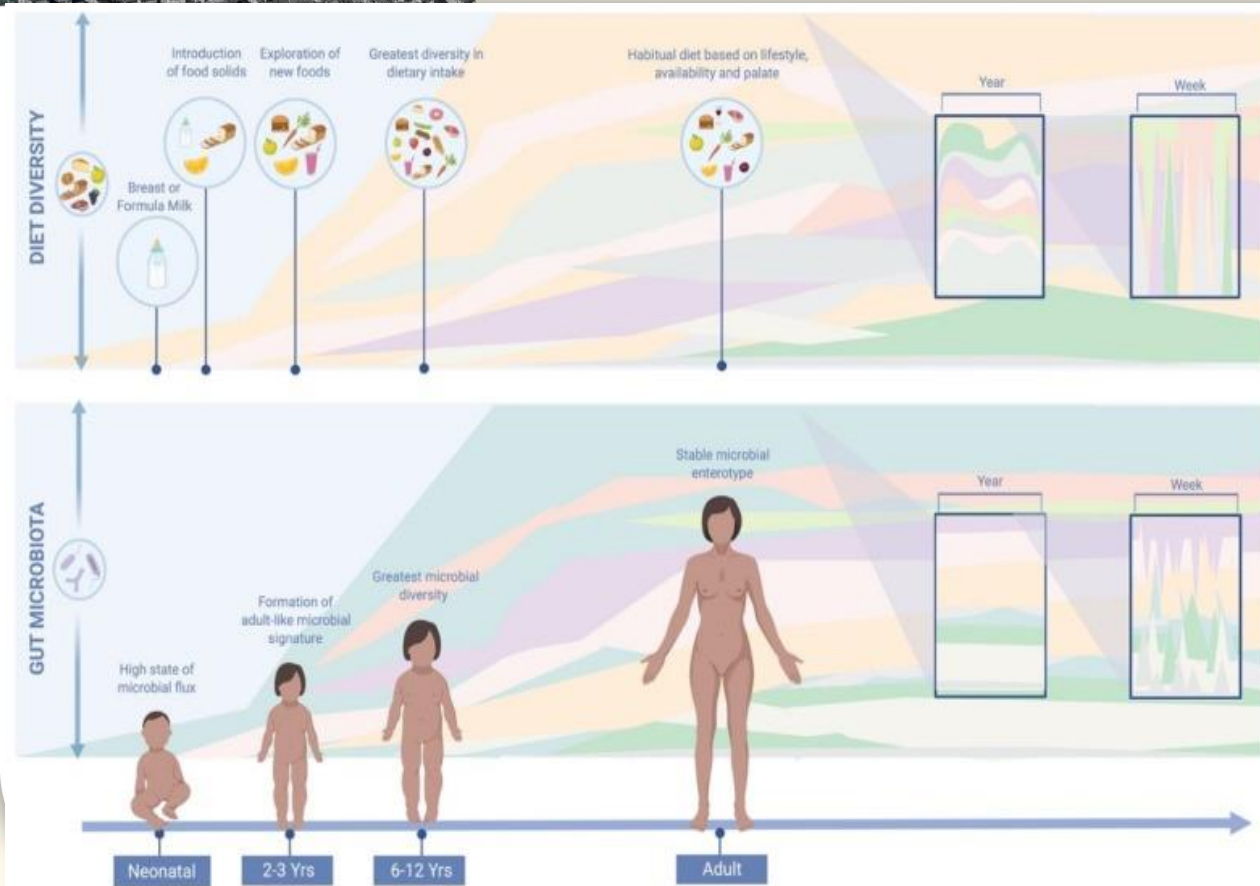 DIET DIVERSITY
Breast or
Formula Milk
Introduction
of food solids
Exploration of
new foods
Greatest diversity in
dietary intake
Habitual diet based on lifestyle,
availability and palate
Year
Week
GUT MICROBIOTA
High state of
microbial flux
Formation of
adult-like microbial
signature
Greatest microbial
diversity
Stable microbial
enterotype
Year
Week
Neonatal
2-3 Yrs
6-12 Yrs
Adult